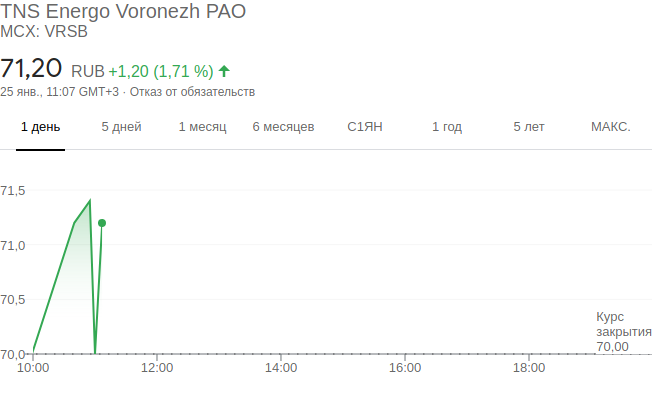 TNS Energo Voronezh PAO
MCX: VRSB
71,20 RUB +1,20 (1,71 %)
25 янв., 11:07 GMT+3 · Отказ от обязательств
1 день 5 дней 1 месяц 6 месяцев С1ЯН 1 год 5 лет МАКС.
71,5
71,0
70,5
Курс
закрытия
70,00
70,0
10:00 12:00 14:00 16:00 18:00